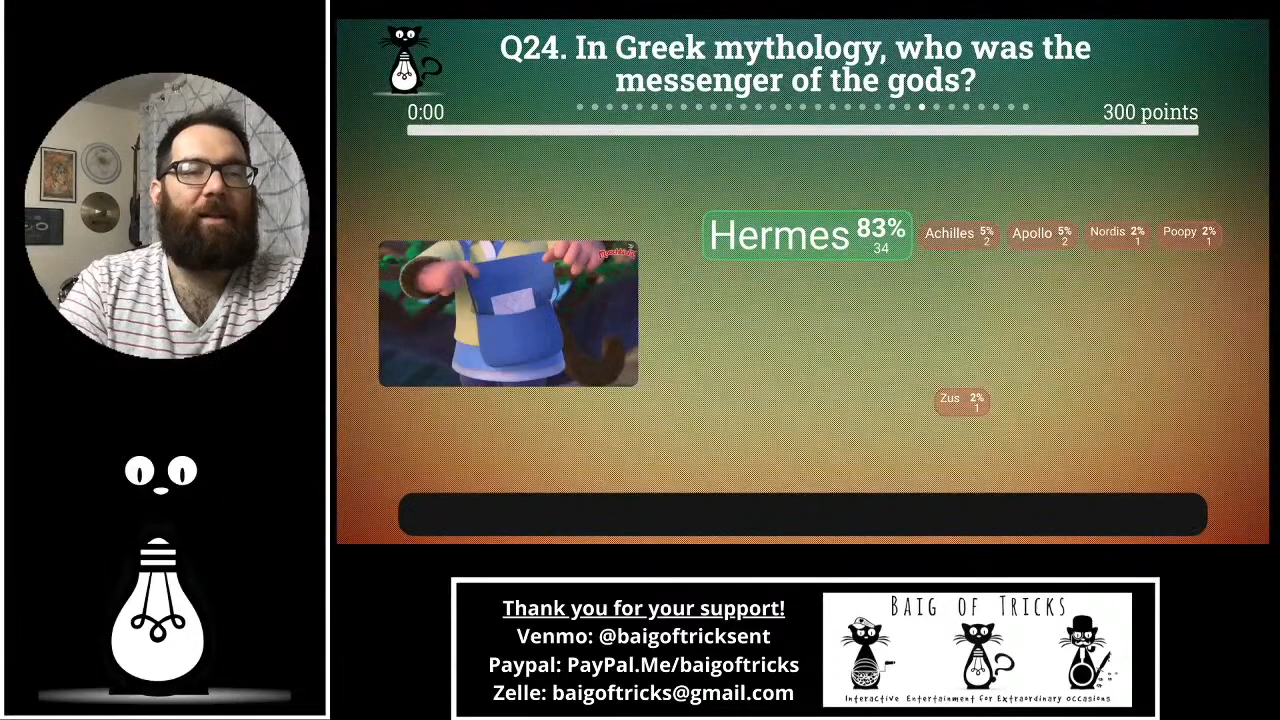 Q24. In Greek mythology, who was the
messenger of the gods?
0:00
300 points
Hermes 83%
34
Achilles 5%
2
Apollo 5%
2
Nordis 2%
1
Poopy 2%
1
Zus 2%
1
Thank you for your support!
Venmo: @baigoftricksent
Paypal: PayPal.Me/baigoftricks
Zelle: baigoftricks@gmail.com
BAIG OF TRICKS
Interactive Entertainment for Extraordinary occasions